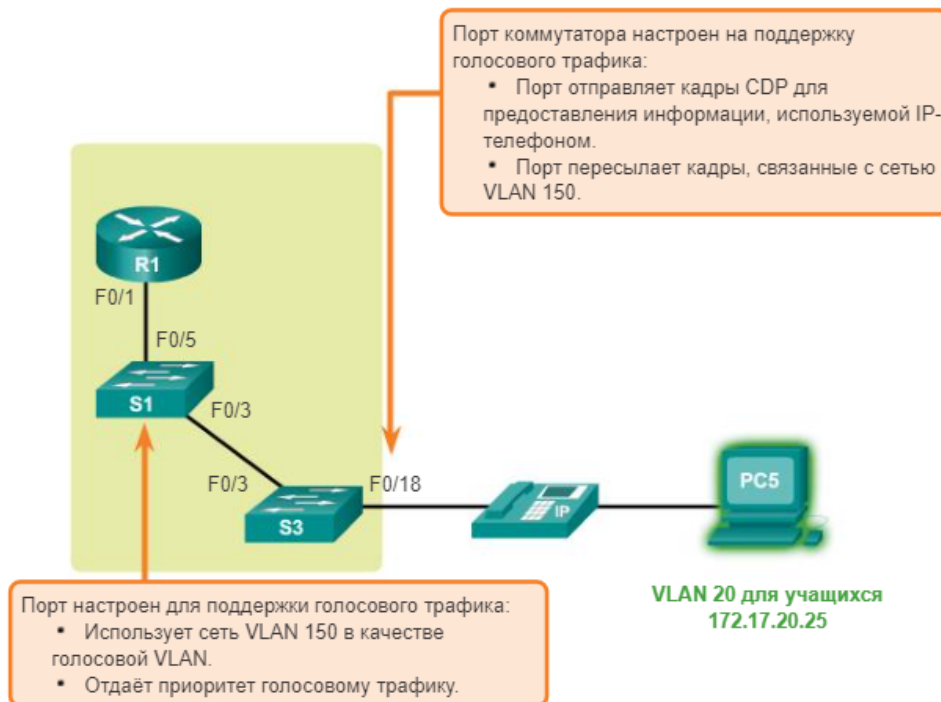 Порт коммутатора настроен на поддержку
голосового трафика:
• Порт отправляет кадры CDP для
предоставления информации, используемой IP-
телефоном.
• Порт пересылает кадры, связанные с сетью
VLAN 150.
R1
F0/1
F0/5
S1
F0/3
F0/3
F0/18
S3
IP
PC5
VLAN 20 для учащихся
172.17.20.25
Порт настроен для поддержки голосового трафика:
• Использует сеть VLAN 150 в качестве
голосовой VLAN.
• Отдаёт приоритет голосовому трафику.